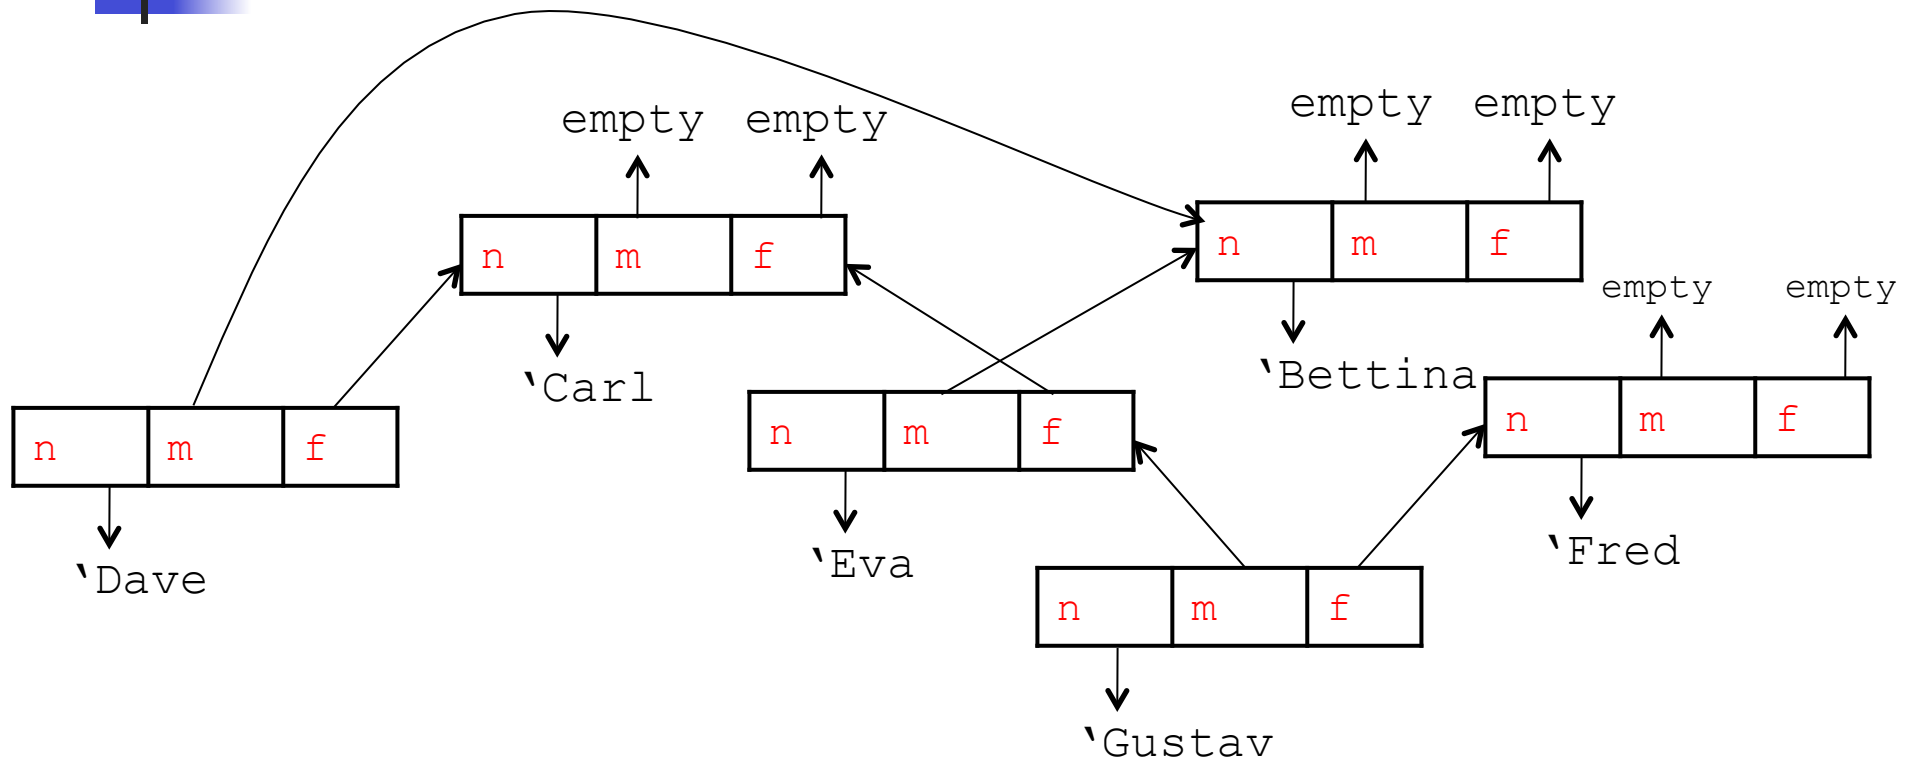 empty empty
empty empty
n m f
n m f
empty empty
‘Carl
‘Bettina
n m f
n m f
n m f
‘Dave
‘Eva
‘Fred
n m f
‘Gustav